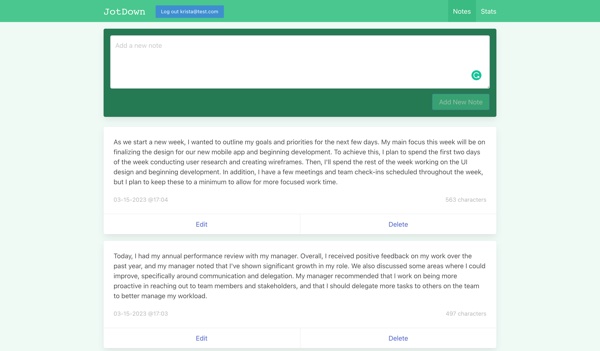 JotDown
Log out krista@test.com
Notes
Stats
Add a new note
Add New Note
As we start a new week, I wanted to outline my goals and priorities for the next few days. My main focus this week will be on
finalizing the design for our new mobile app and beginning development. To achieve this, I plan to spend the first two days
of the week conducting user research and creating wireframes. Then, I'll spend the rest of the week working on the UI
design and beginning development. In addition, I have a few meetings and team check-ins scheduled throughout the week,
but I plan to keep these to a minimum to allow for more focused work time.
03-15-2023 @17:04
563 characters
Edit
Delete
Today, I had my annual performance review with my manager. Overall, I received positive feedback on my work over the
past year, and my manager noted that I've shown significant growth in my role. We also discussed some areas where I could
improve, specifically around communication and delegation. My manager recommended that I work on being more
proactive in reaching out to team members and stakeholders, and that I should delegate more tasks to others on the team
to better manage my workload.
03-15-2023 @17:03
497 characters
Edit
Delete